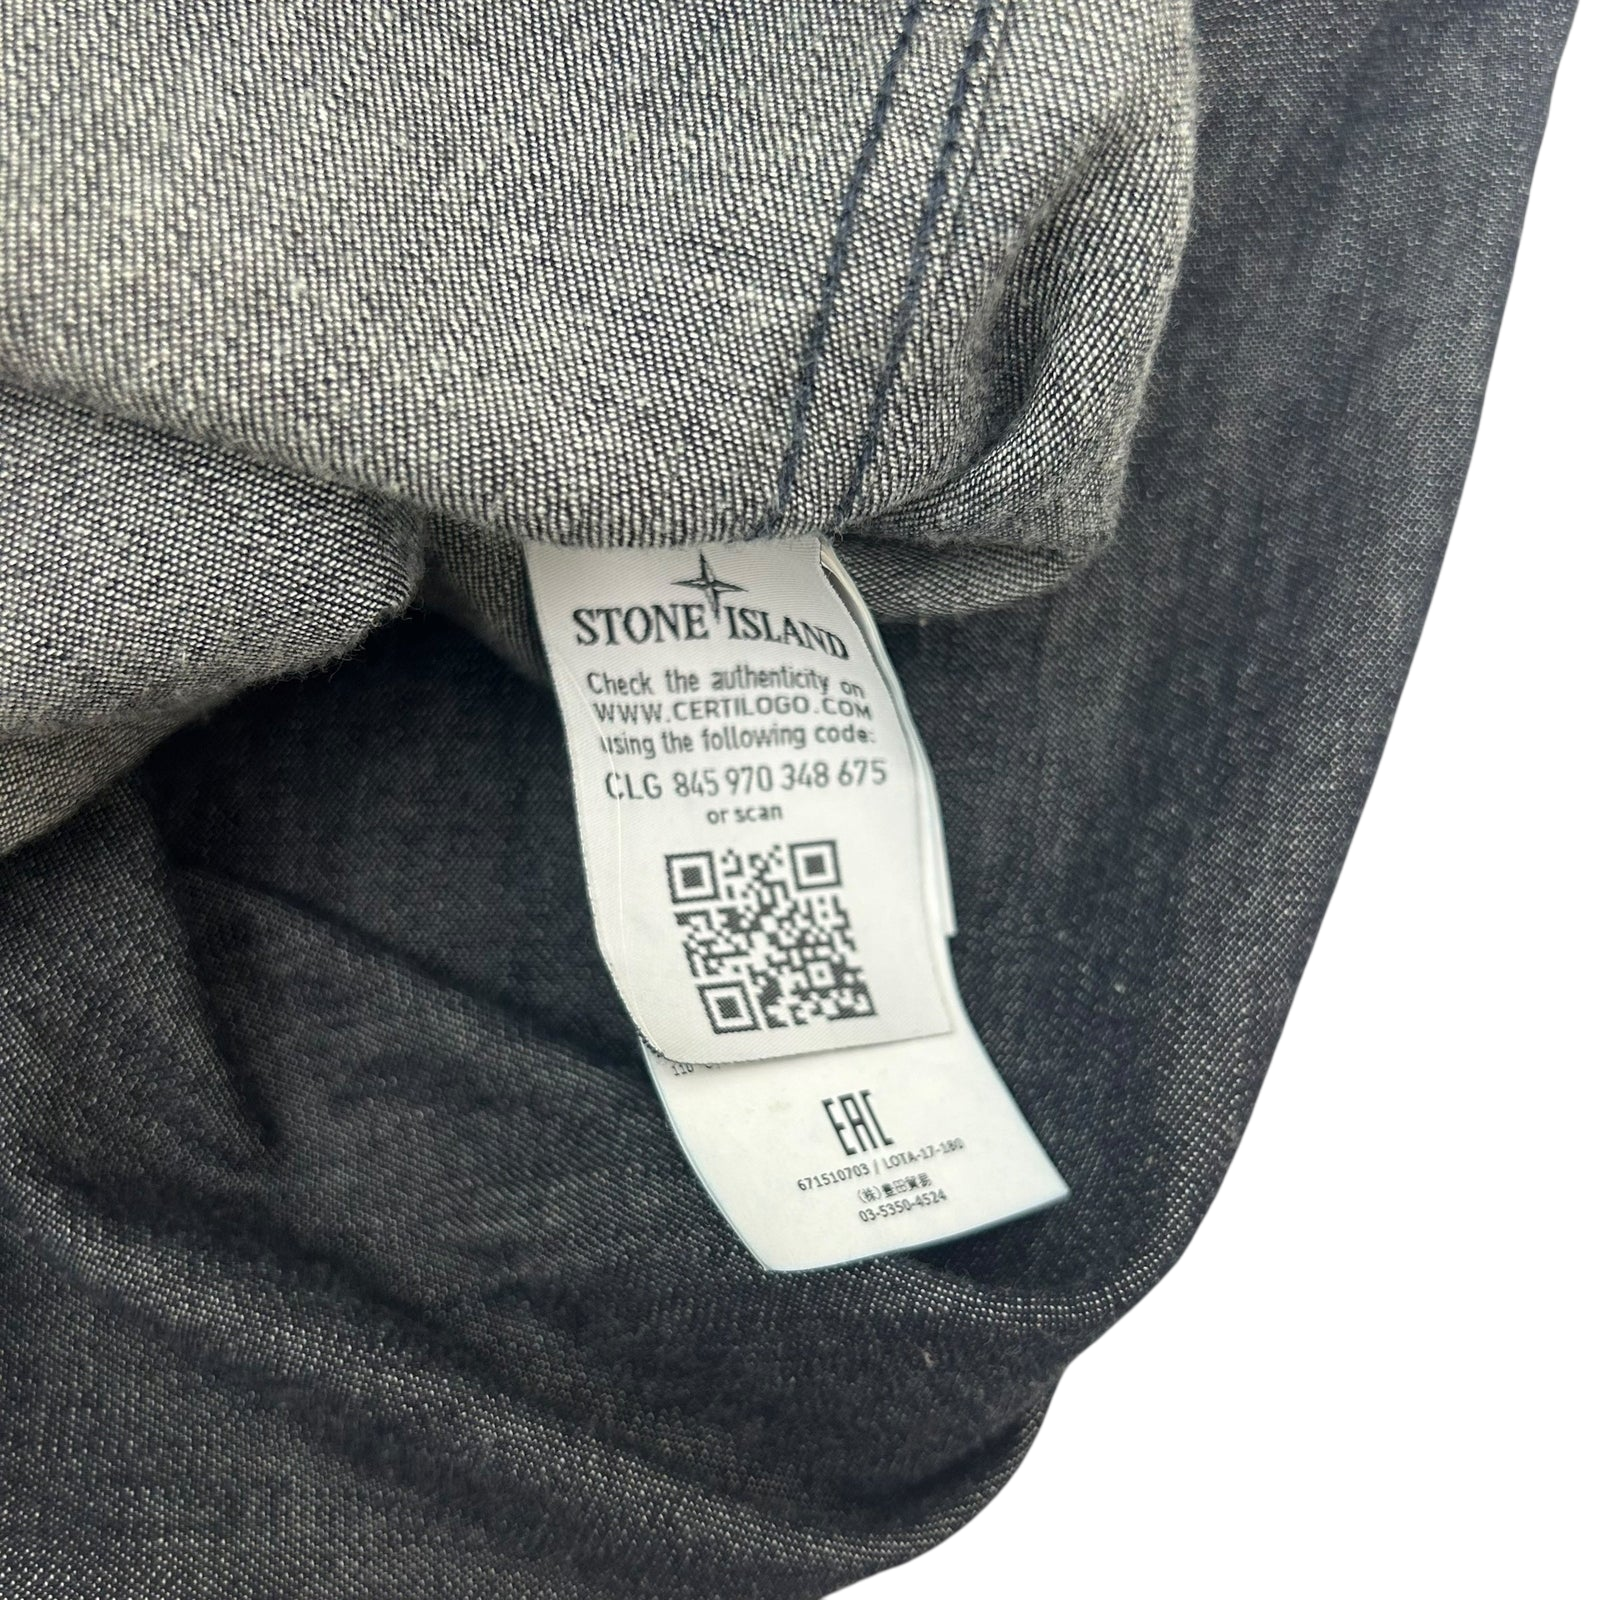 STONE ISLAND
Check the authenticity on
WWW.CERTILOGO.COM
using the following code:
CLG 845 970 348 675
or scan
EAC
671510703 / LOTA-17-180
(株)豊田貿易
03-5350-4524